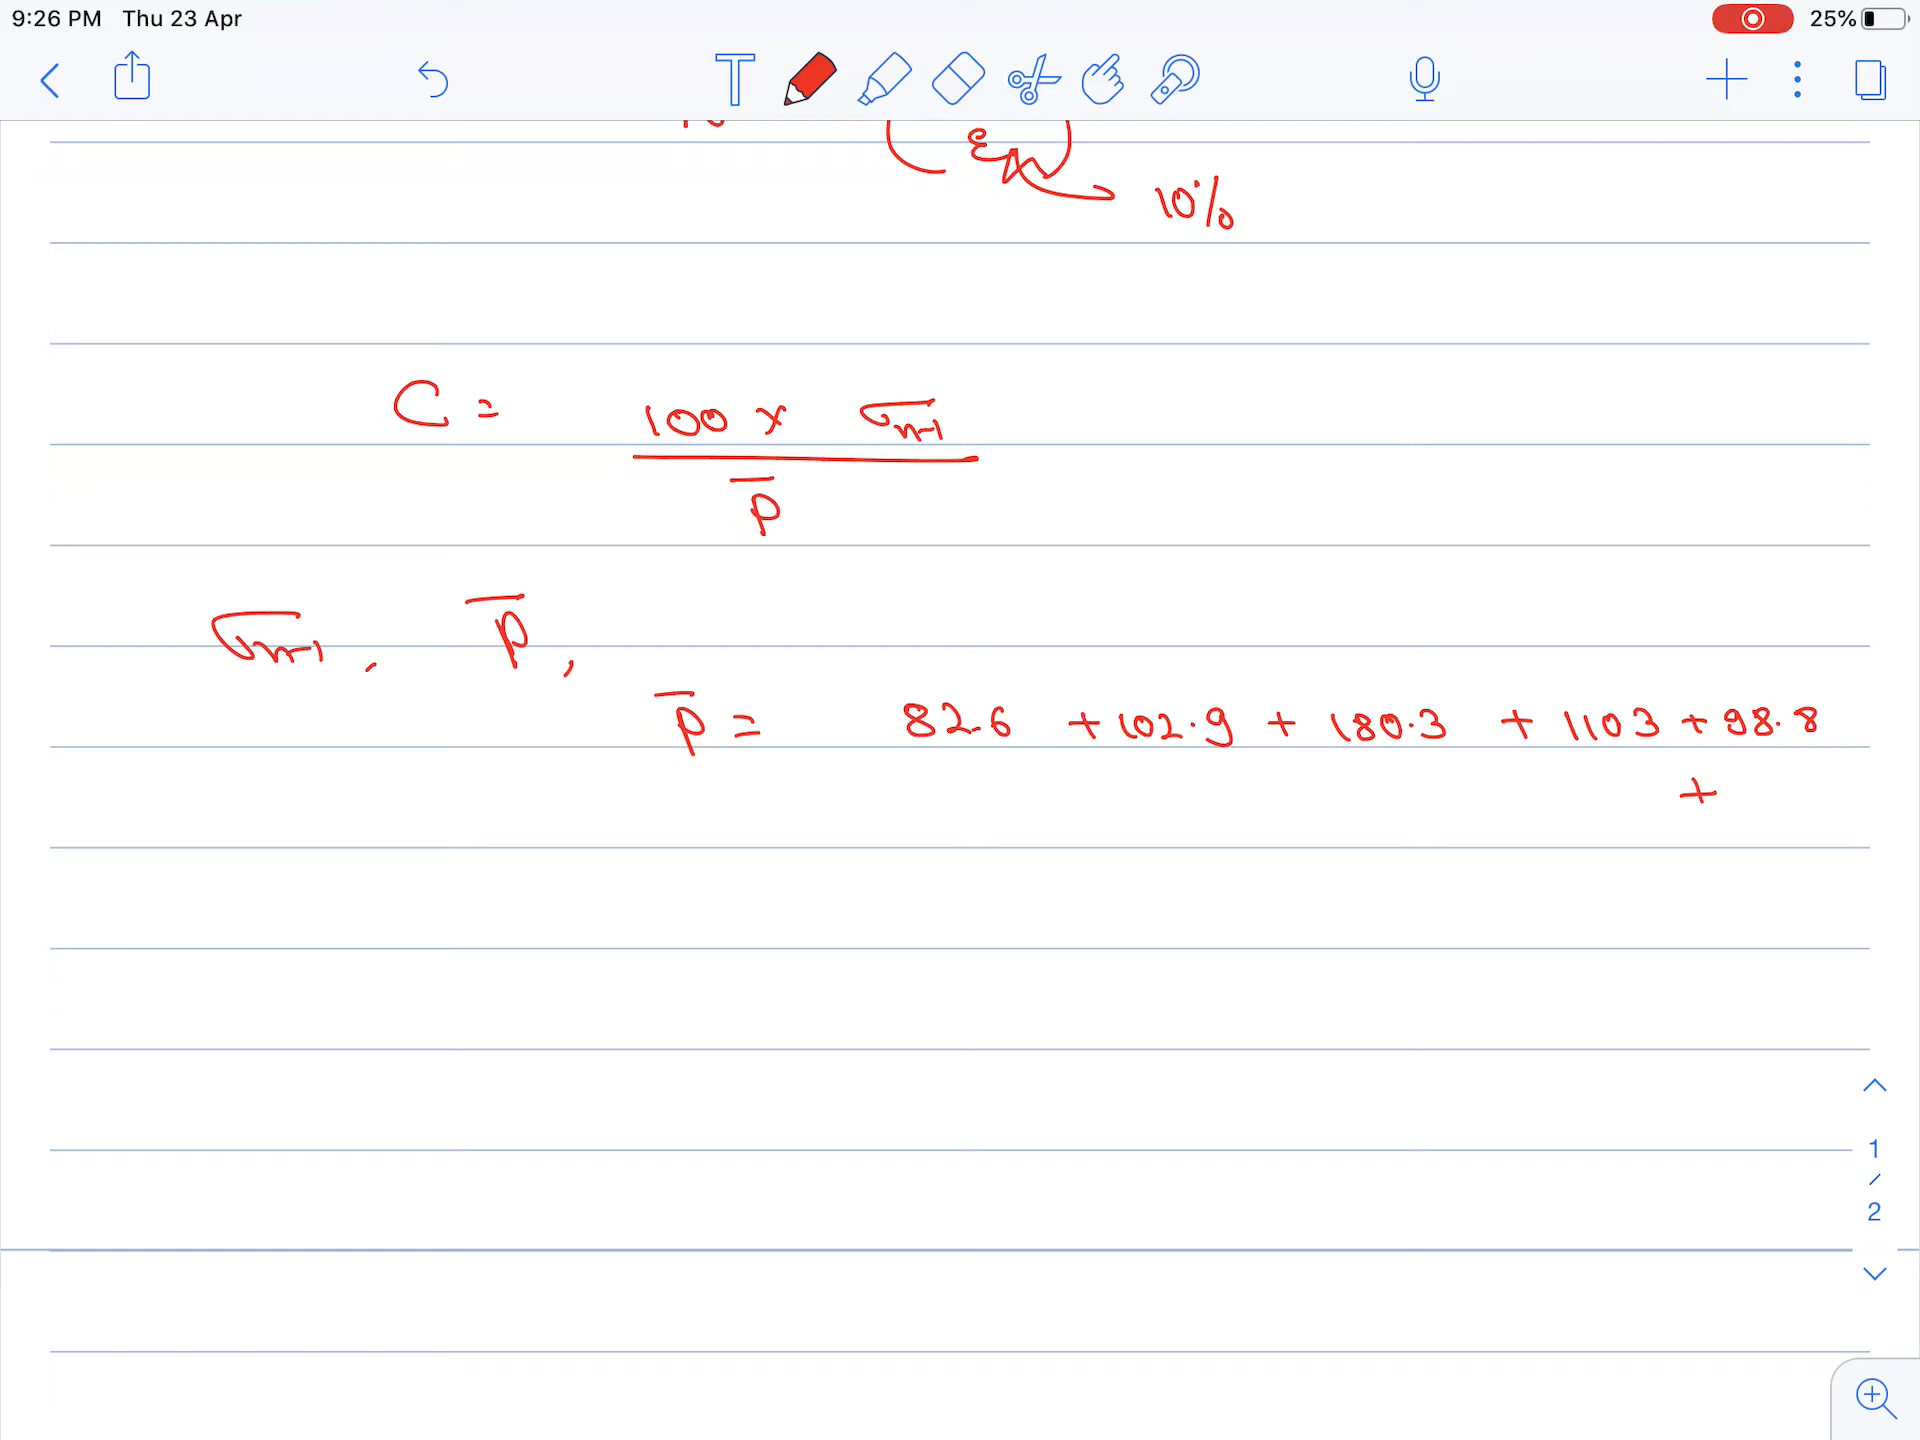 9:26 PM Thu 23 Apr
25%
T
εx
10%
C = 100 × σn-1
p̄
σn-1, p̄,
p̄ = 82.6 + 102.9 + 180.3 + 1103 + 98.8
+
1
/
2